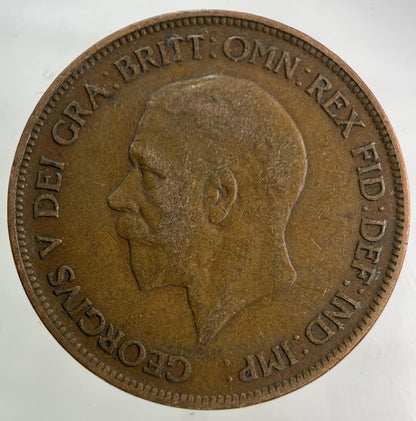 GEORGIVS V DEI GRA: BRITT: OMN: REX FID: DEF: IND: IMP: